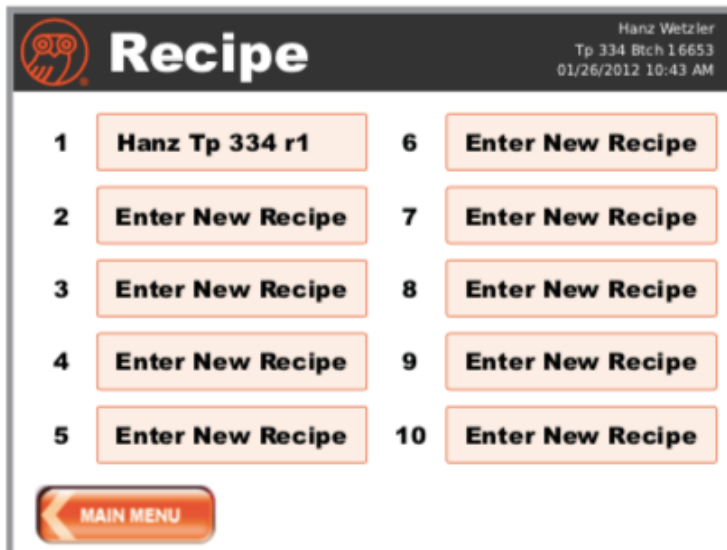 Recipe
Hanz Wetzler
Tp 334 Btch 16653
01/26/2012 10:43 AM
1 Hanz Tp 334 r1
2 Enter New Recipe
3 Enter New Recipe
4 Enter New Recipe
5 Enter New Recipe
6 Enter New Recipe
7 Enter New Recipe
8 Enter New Recipe
9 Enter New Recipe
10 Enter New Recipe
MAIN MENU